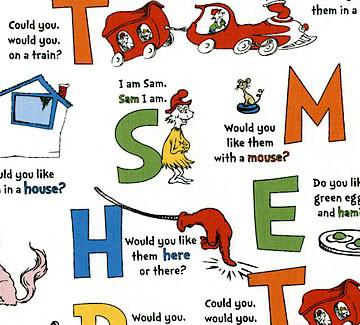 them in a
T
Could you,
would you,
on a train?
I am Sam.
Sam I am.
S
M
Would you
like them
with a mouse?
uld you like
in a house?
Do you lik
green egg
and ham
H
Would you like
them here
or there?
E
T
Would you,
Could you,
would you,